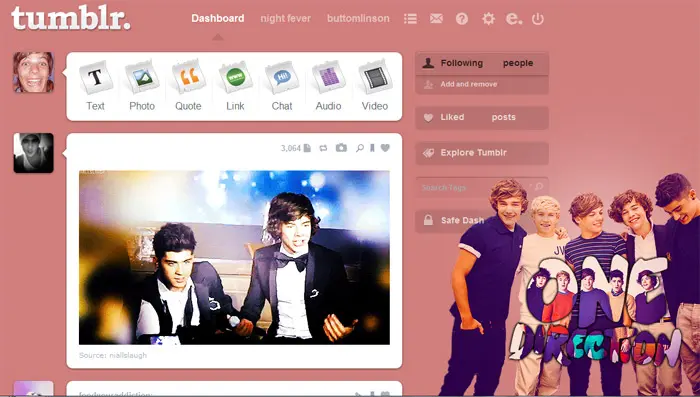 tumblr.
Dashboard night fever buttomlinson
Text Photo Quote Link Chat Audio Video
Following people
Add and remove
Liked posts
Explore Tumblr
Search Tags
Safe Dash
3,064
Source: niallslaugh
ONE
DIRECTION